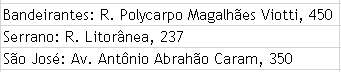 Bandeirantes: R. Polycarpo Magalhães Viotti, 450
Serrano: R. Litorânea, 237
São José: Av. Antônio Abrahão Caram, 350